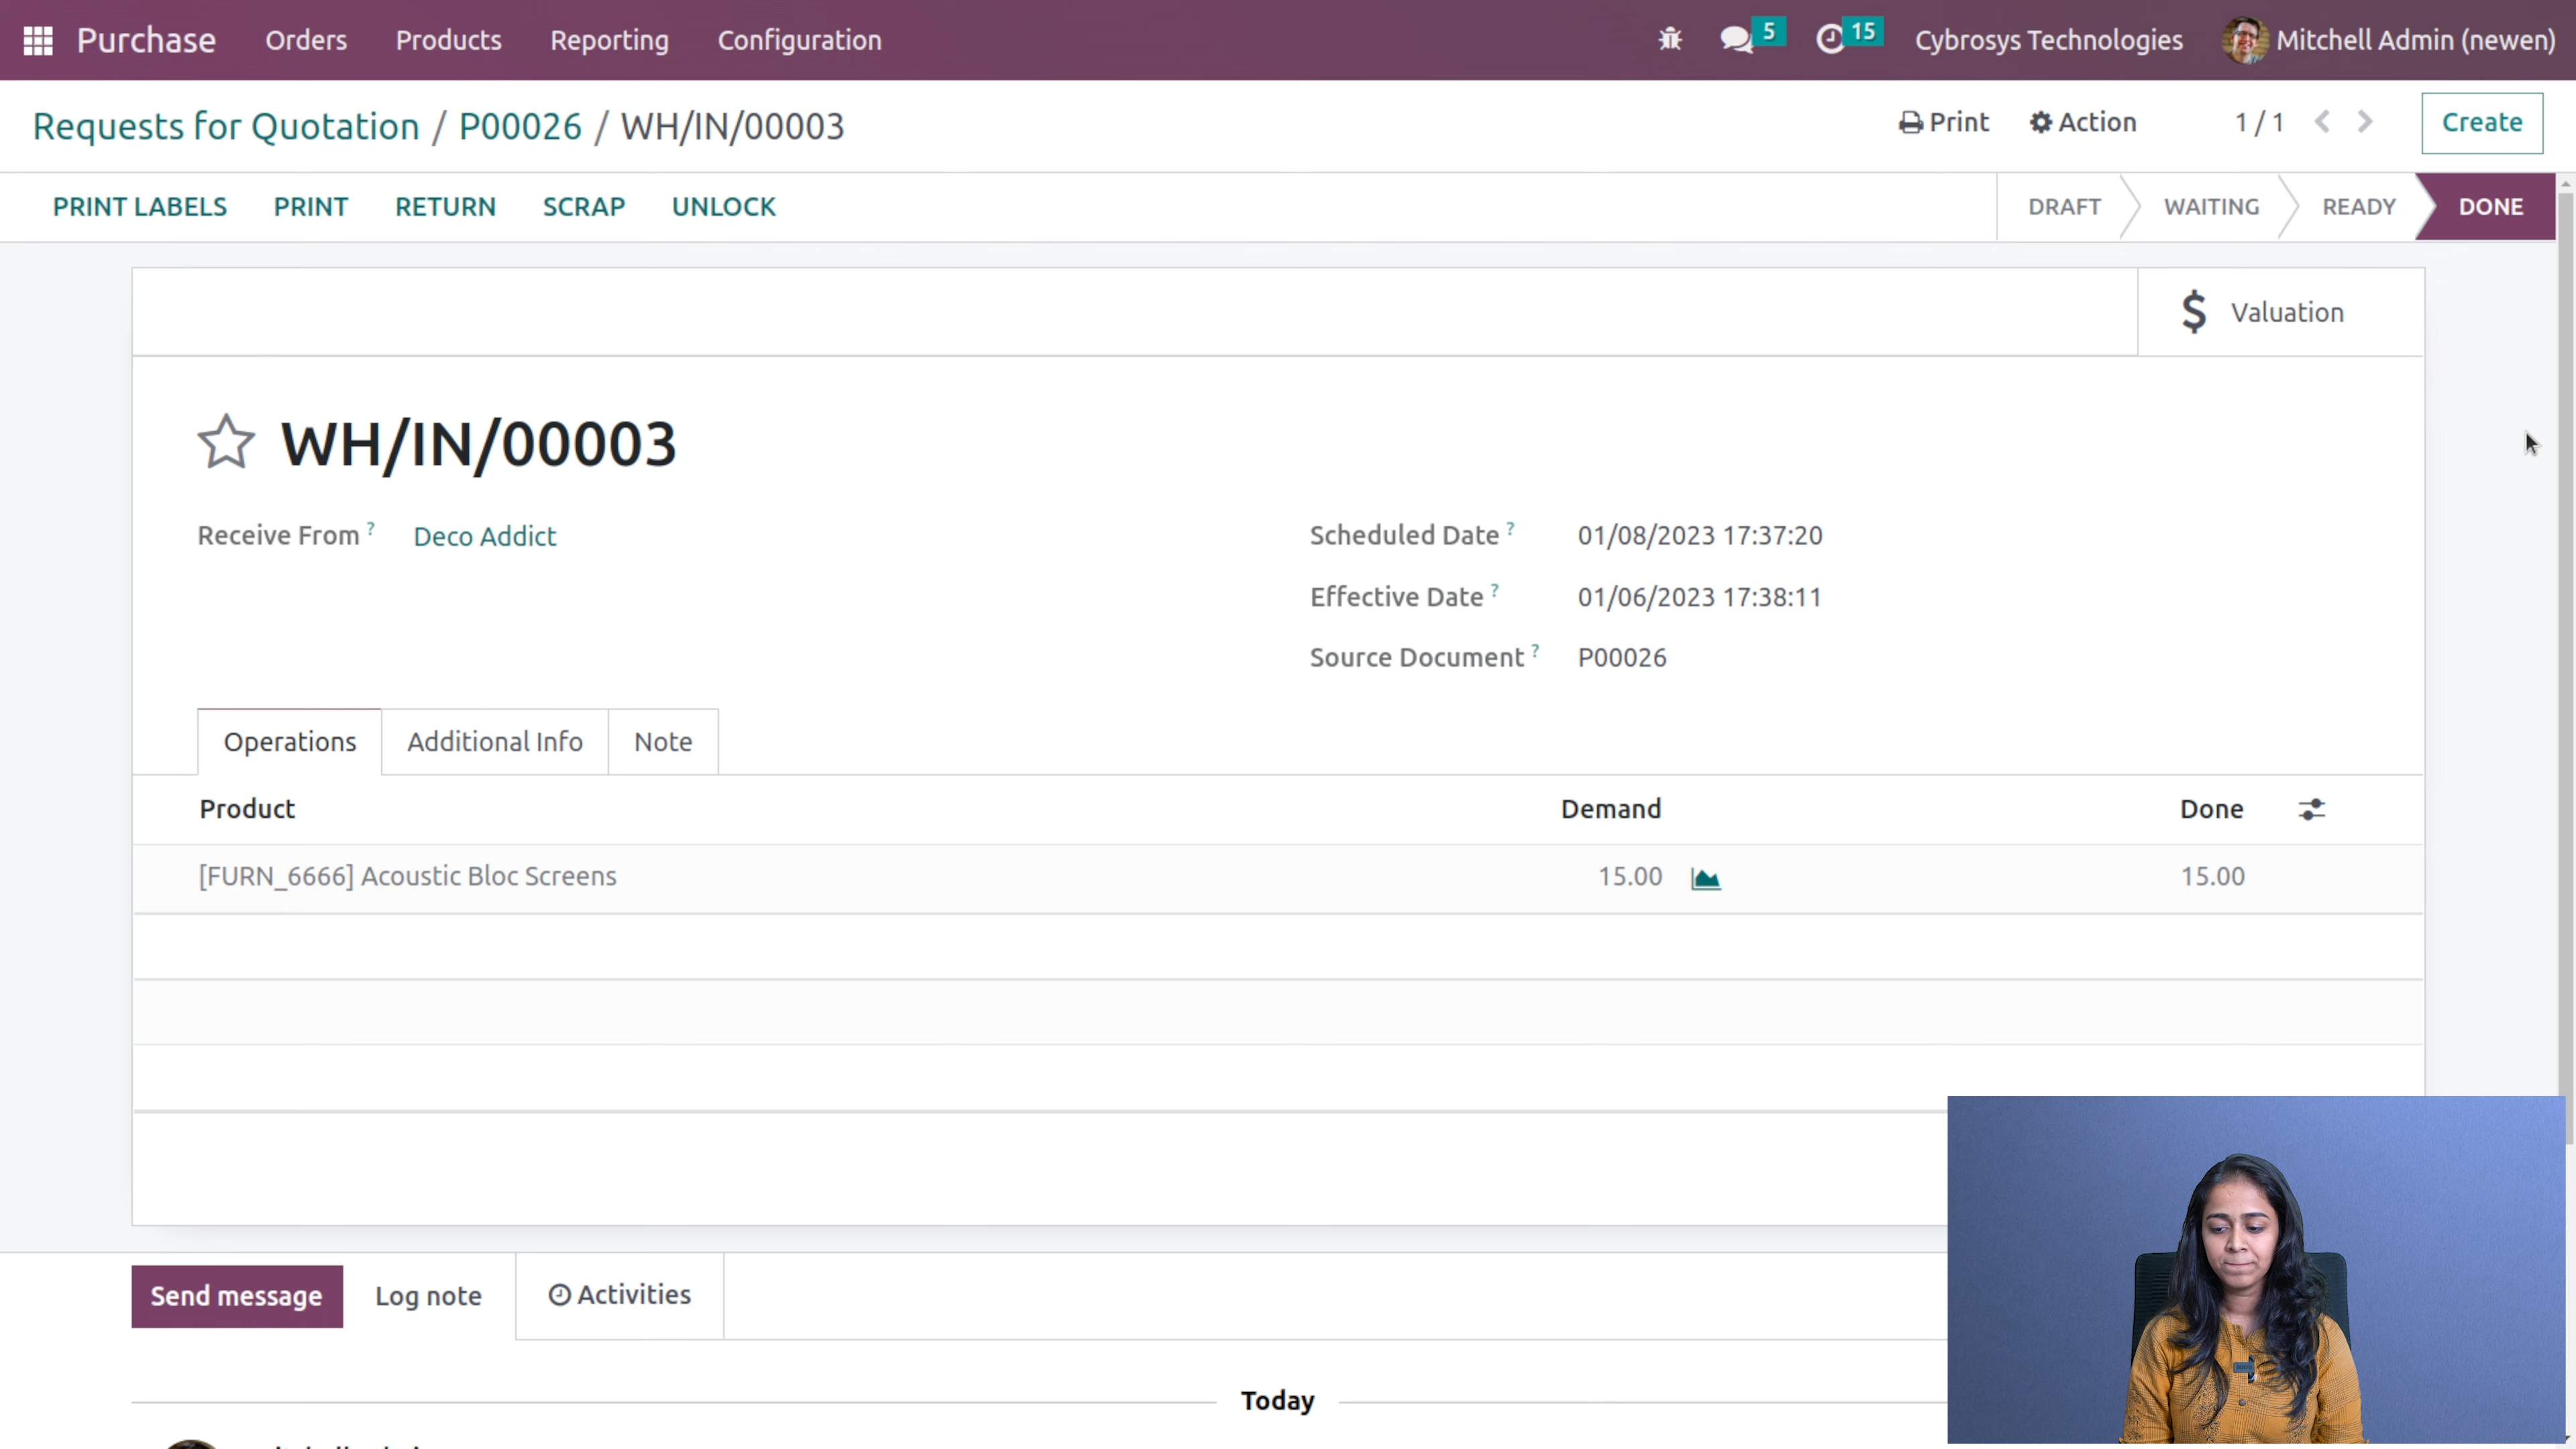 Purchase Orders Products Reporting Configuration 5 15 Cybrosys Technologies Mitchell Admin (newen)
Requests for Quotation / P00026 / WH/IN/00003 Print Action 1 / 1 Create
PRINT LABELS PRINT RETURN SCRAP UNLOCK DRAFT WAITING READY DONE
$ Valuation
WH/IN/00003
Receive From ? Deco Addict Scheduled Date ? 01/08/2023 17:37:20
Effective Date ? 01/06/2023 17:38:11
Source Document ? P00026
Operations Additional Info Note
Product Demand Done
[FURN_6666] Acoustic Bloc Screens 15.00 15.00
Send message Log note Activities
Today